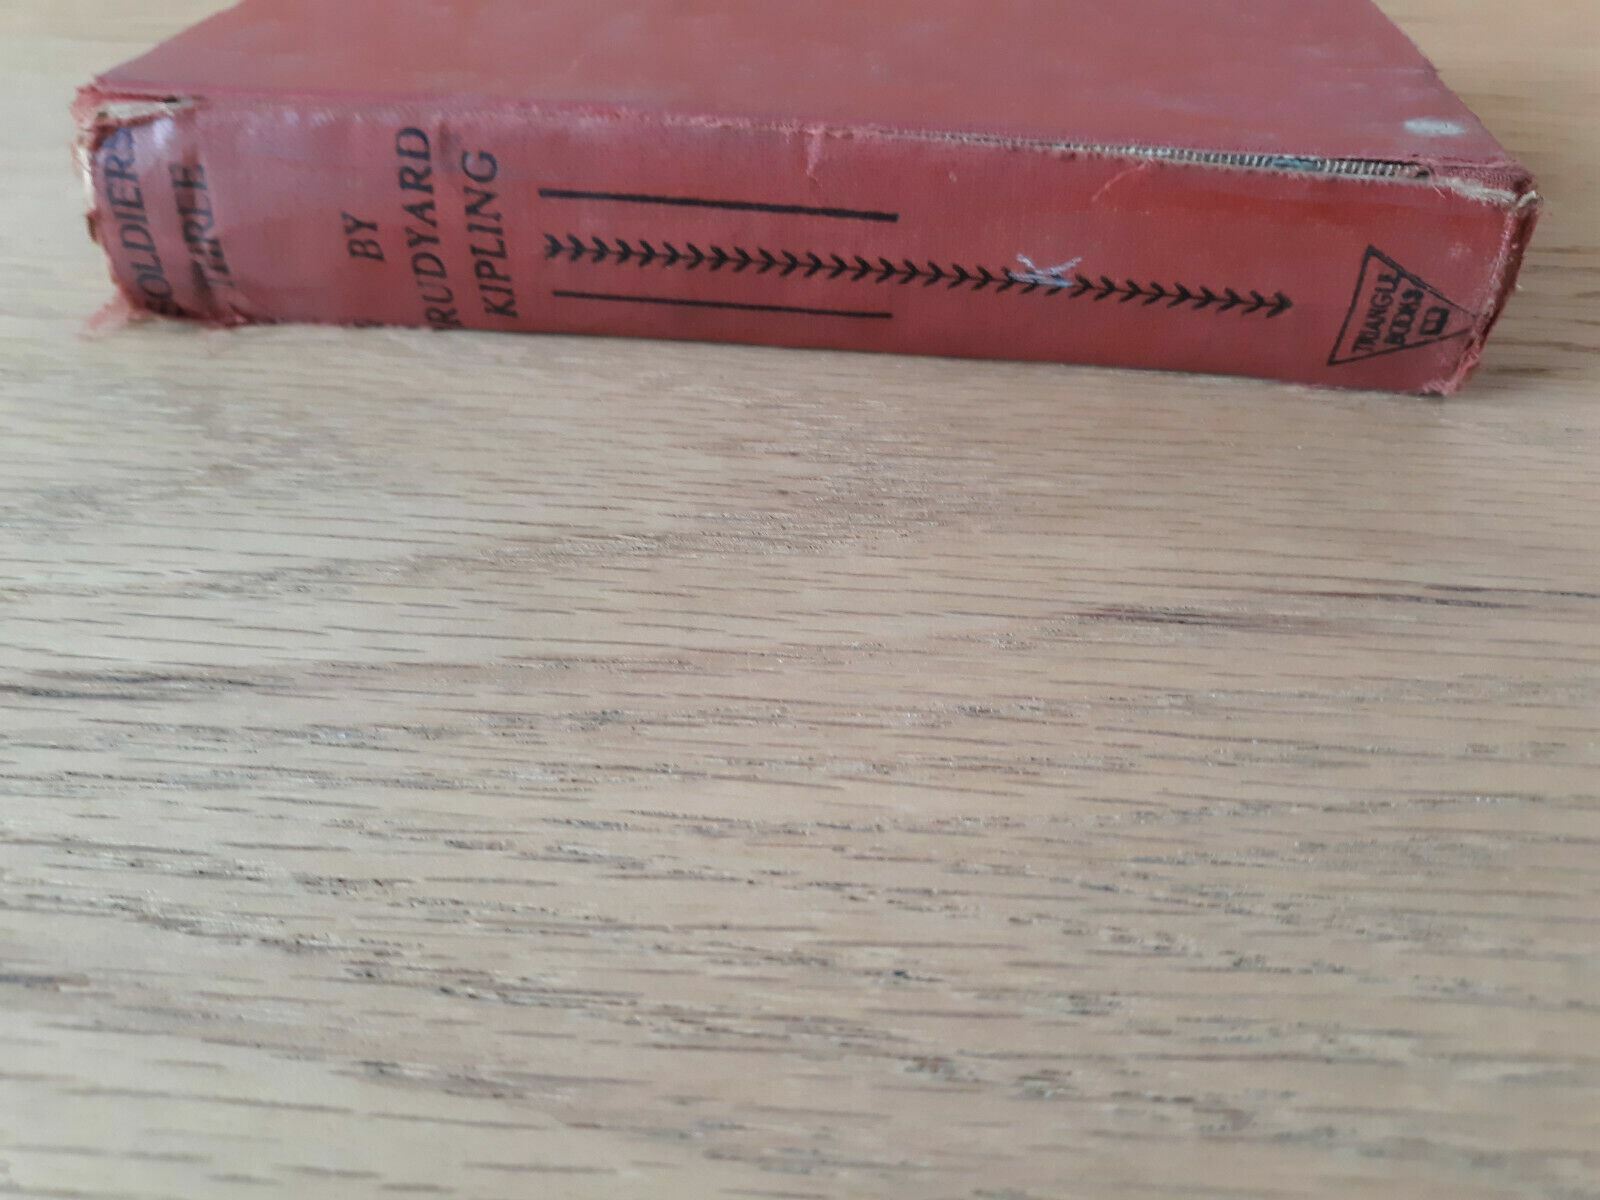 SOLDIERS
THREE
BY
RUDYARD
KIPLING
TRIANGLE
BOOKS